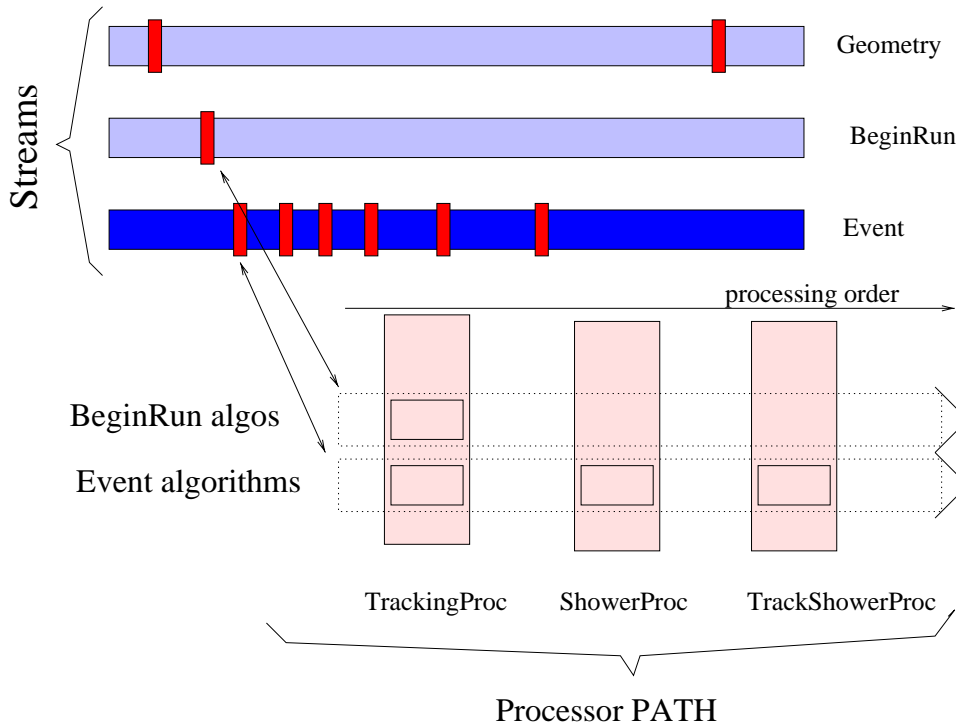 Streams
Geometry
BeginRun
Event
processing order
BeginRun algos
Event algorithms
TrackingProc
ShowerProc
TrackShowerProc
Processor PATH